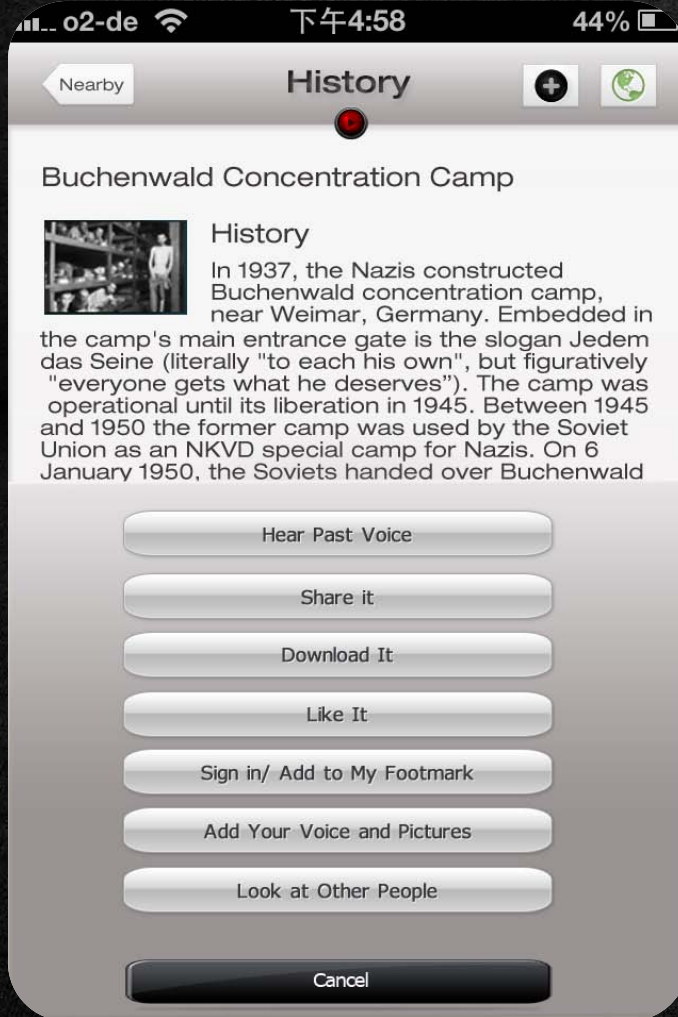 o2-de 下午4:58 44%
Nearby History
Buchenwald Concentration Camp
History
In 1937, the Nazis constructed
Buchenwald concentration camp,
near Weimar, Germany. Embedded in
the camp's main entrance gate is the slogan Jedem
das Seine (literally "to each his own", but figuratively
"everyone gets what he deserves”). The camp was
operational until its liberation in 1945. Between 1945
and 1950 the former camp was used by the Soviet
Union as an NKVD special camp for Nazis. On 6
January 1950, the Soviets handed over Buchenwald
Hear Past Voice
Share it
Download It
Like It
Sign in/ Add to My Footmark
Add Your Voice and Pictures
Look at Other People
Cancel